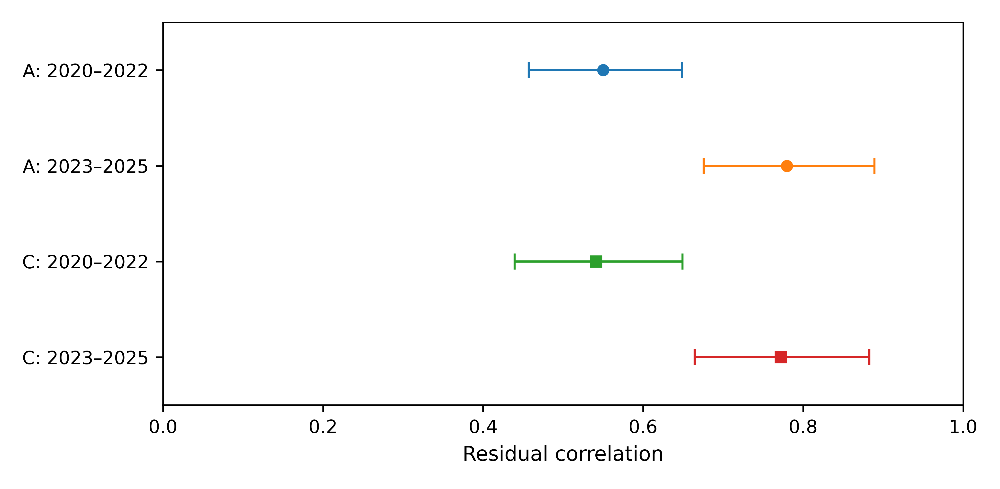 A: 2020–2022
A: 2023–2025
C: 2020–2022
C: 2023–2025
0.0 0.2 0.4 0.6 0.8 1.0
Residual correlation